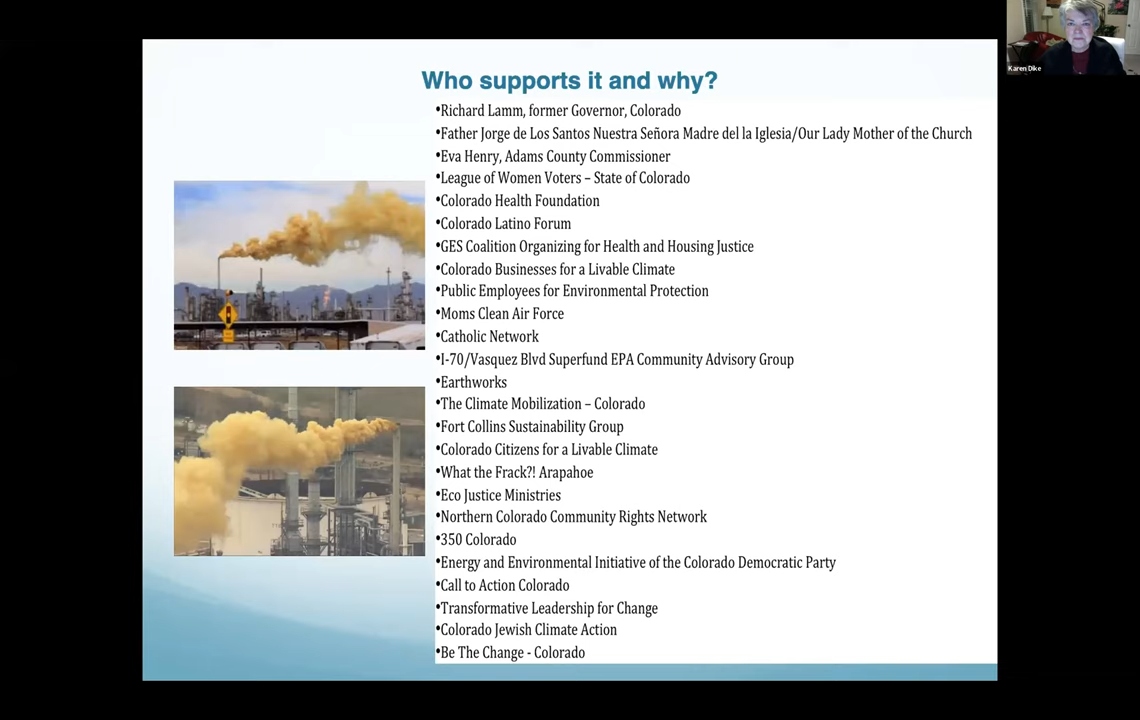 Karen Dike
Who supports it and why?
•Richard Lamm, former Governor, Colorado
•Father Jorge de Los Santos Nuestra Señora Madre del la Iglesia/Our Lady Mother of the Church
•Eva Henry, Adams County Commissioner
•League of Women Voters – State of Colorado
•Colorado Health Foundation
•Colorado Latino Forum
•GES Coalition Organizing for Health and Housing Justice
•Colorado Businesses for a Livable Climate
•Public Employees for Environmental Protection
•Moms Clean Air Force
•Catholic Network
•I-70/Vasquez Blvd Superfund EPA Community Advisory Group
•Earthworks
•The Climate Mobilization – Colorado
•Fort Collins Sustainability Group
•Colorado Citizens for a Livable Climate
•What the Frack?! Arapahoe
•Eco Justice Ministries
•Northern Colorado Community Rights Network
•350 Colorado
•Energy and Environmental Initiative of the Colorado Democratic Party
•Call to Action Colorado
•Transformative Leadership for Change
•Colorado Jewish Climate Action
•Be The Change - Colorado